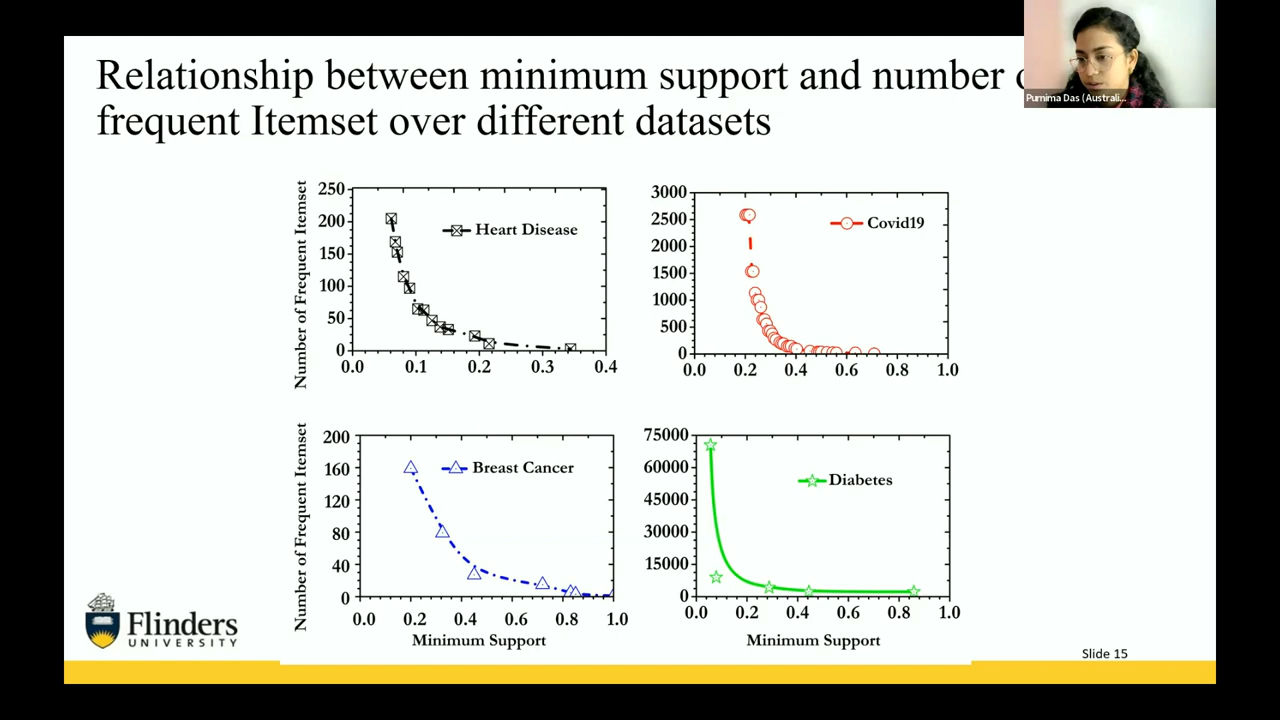 Relationship between minimum support and number
frequent Itemset over different datasets
Purnima Das (Australi...
Number of Frequent Itemset
250
200
150
100
50
0
0.0 0.1 0.2 0.3 0.4
Heart Disease
3000
2500
2000
1500
1000
500
0
0.0 0.2 0.4 0.6 0.8 1.0
Covid19
Number of Frequent Itemset
200
160
120
80
40
0
0.0 0.2 0.4 0.6 0.8 1.0
Minimum Support
Breast Cancer
75000
60000
45000
30000
15000
0
0.0 0.2 0.4 0.6 0.8 1.0
Minimum Support
Diabetes
Flinders
UNIVERSITY
Slide 15